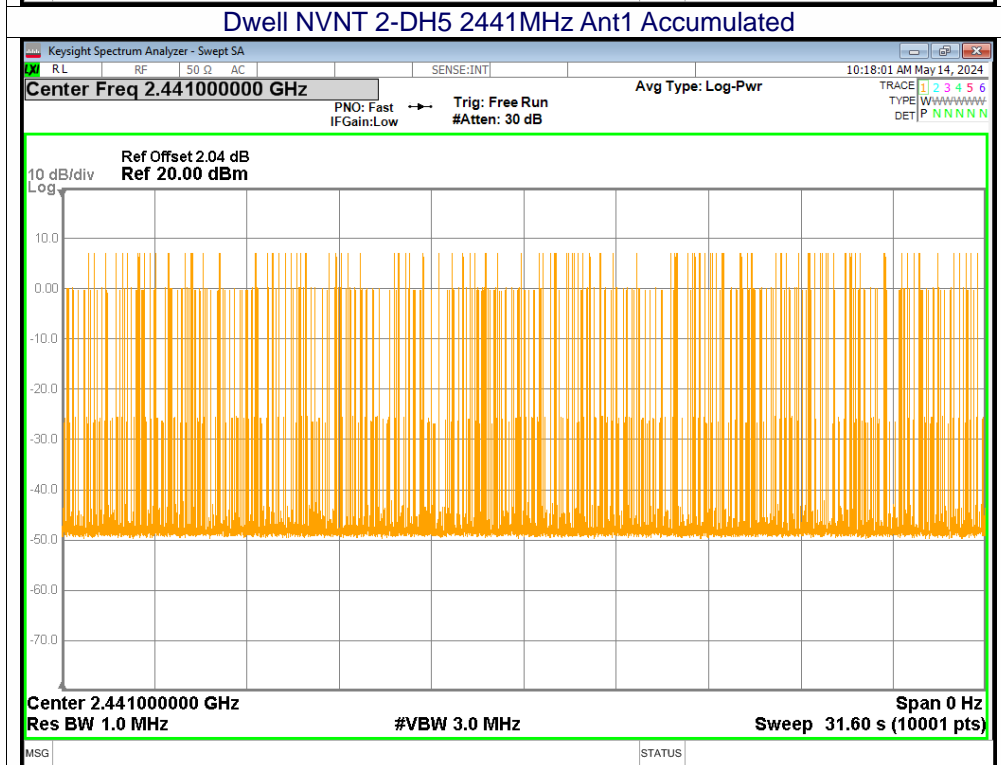 Dwell NVNT 2-DH5 2441MHz Ant1 Accumulated
Keysight Spectrum Analyzer - Swept SA
LXI RL RF 50 Ω AC SENSE:INT 10:18:01 AM May 14, 2024
Center Freq 2.441000000 GHz Avg Type: Log-Pwr TRACE 1 2 3 4 5 6
PNO: Fast Trig: Free Run TYPE WWWWWWW
IFGain:Low #Atten: 30 dB DET P N N N N N
Ref Offset 2.04 dB
10 dB/div Ref 20.00 dBm
Log
10.0
0.00
-10.0
-20.0
-30.0
-40.0
-50.0
-60.0
-70.0
Center 2.441000000 GHz Span 0 Hz
Res BW 1.0 MHz #VBW 3.0 MHz Sweep 31.60 s (10001 pts)
MSG STATUS